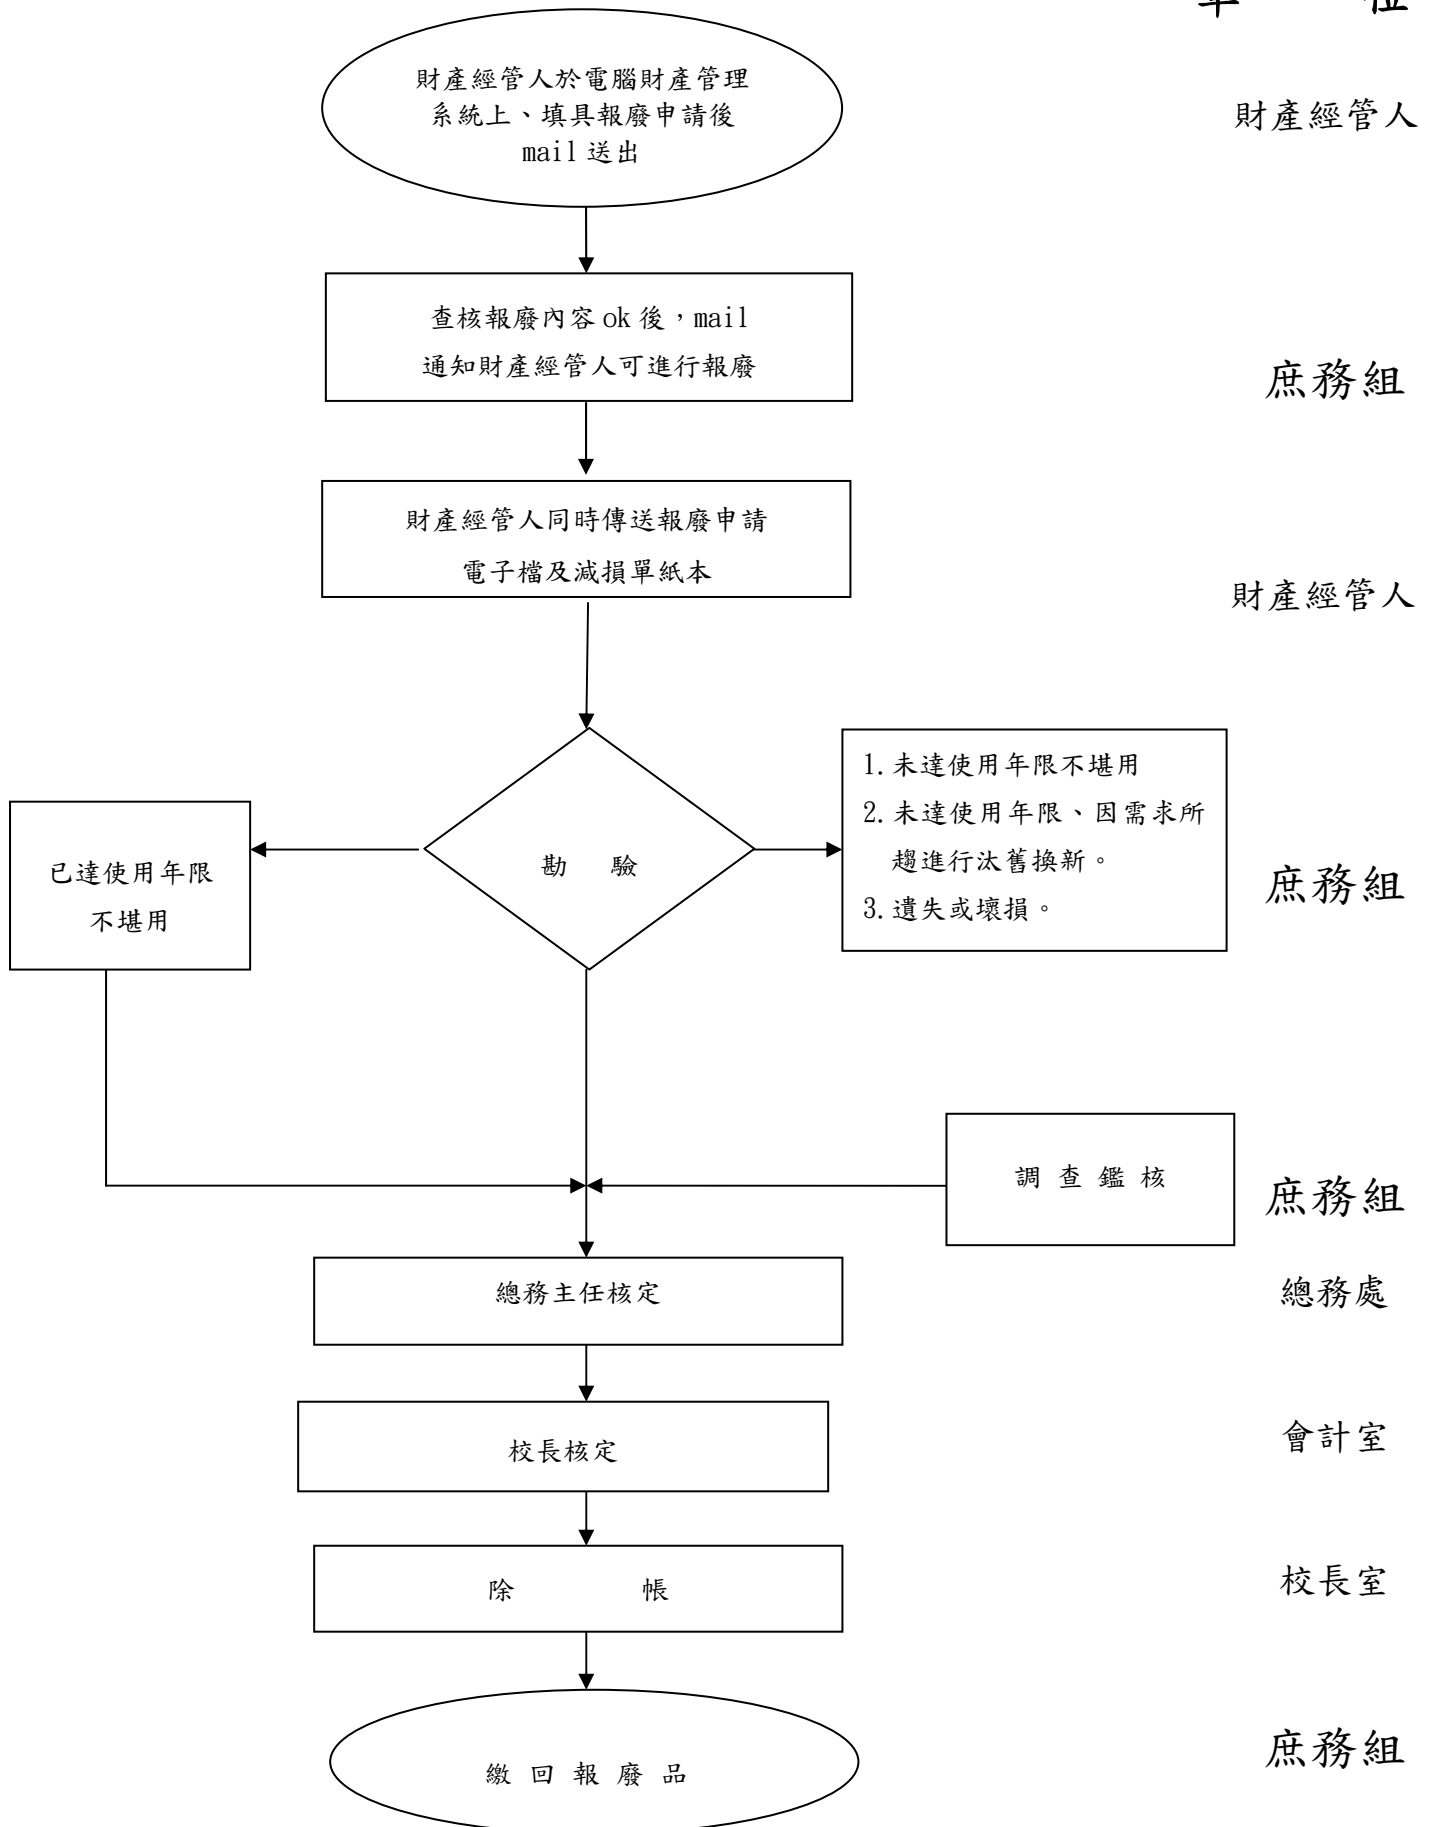 單 位
財產經管人於電腦財產管理
系統上、填具報廢申請後
mail 送出
財產經管人
查核報廢內容 ok 後，mail
通知財產經管人可進行報廢
庶務組
財產經管人同時傳送報廢申請
電子檔及減損單紙本
財產經管人
勘 驗
已達使用年限
不堪用
1.未達使用年限不堪用
2.未達使用年限、因需求所
趨進行汰舊換新。
3.遺失或壞損。
庶務組
調 查 鑑 核
庶務組
總務主任核定
總務處
校長核定
會計室
除 帳
校長室
繳 回 報 廢 品
庶務組